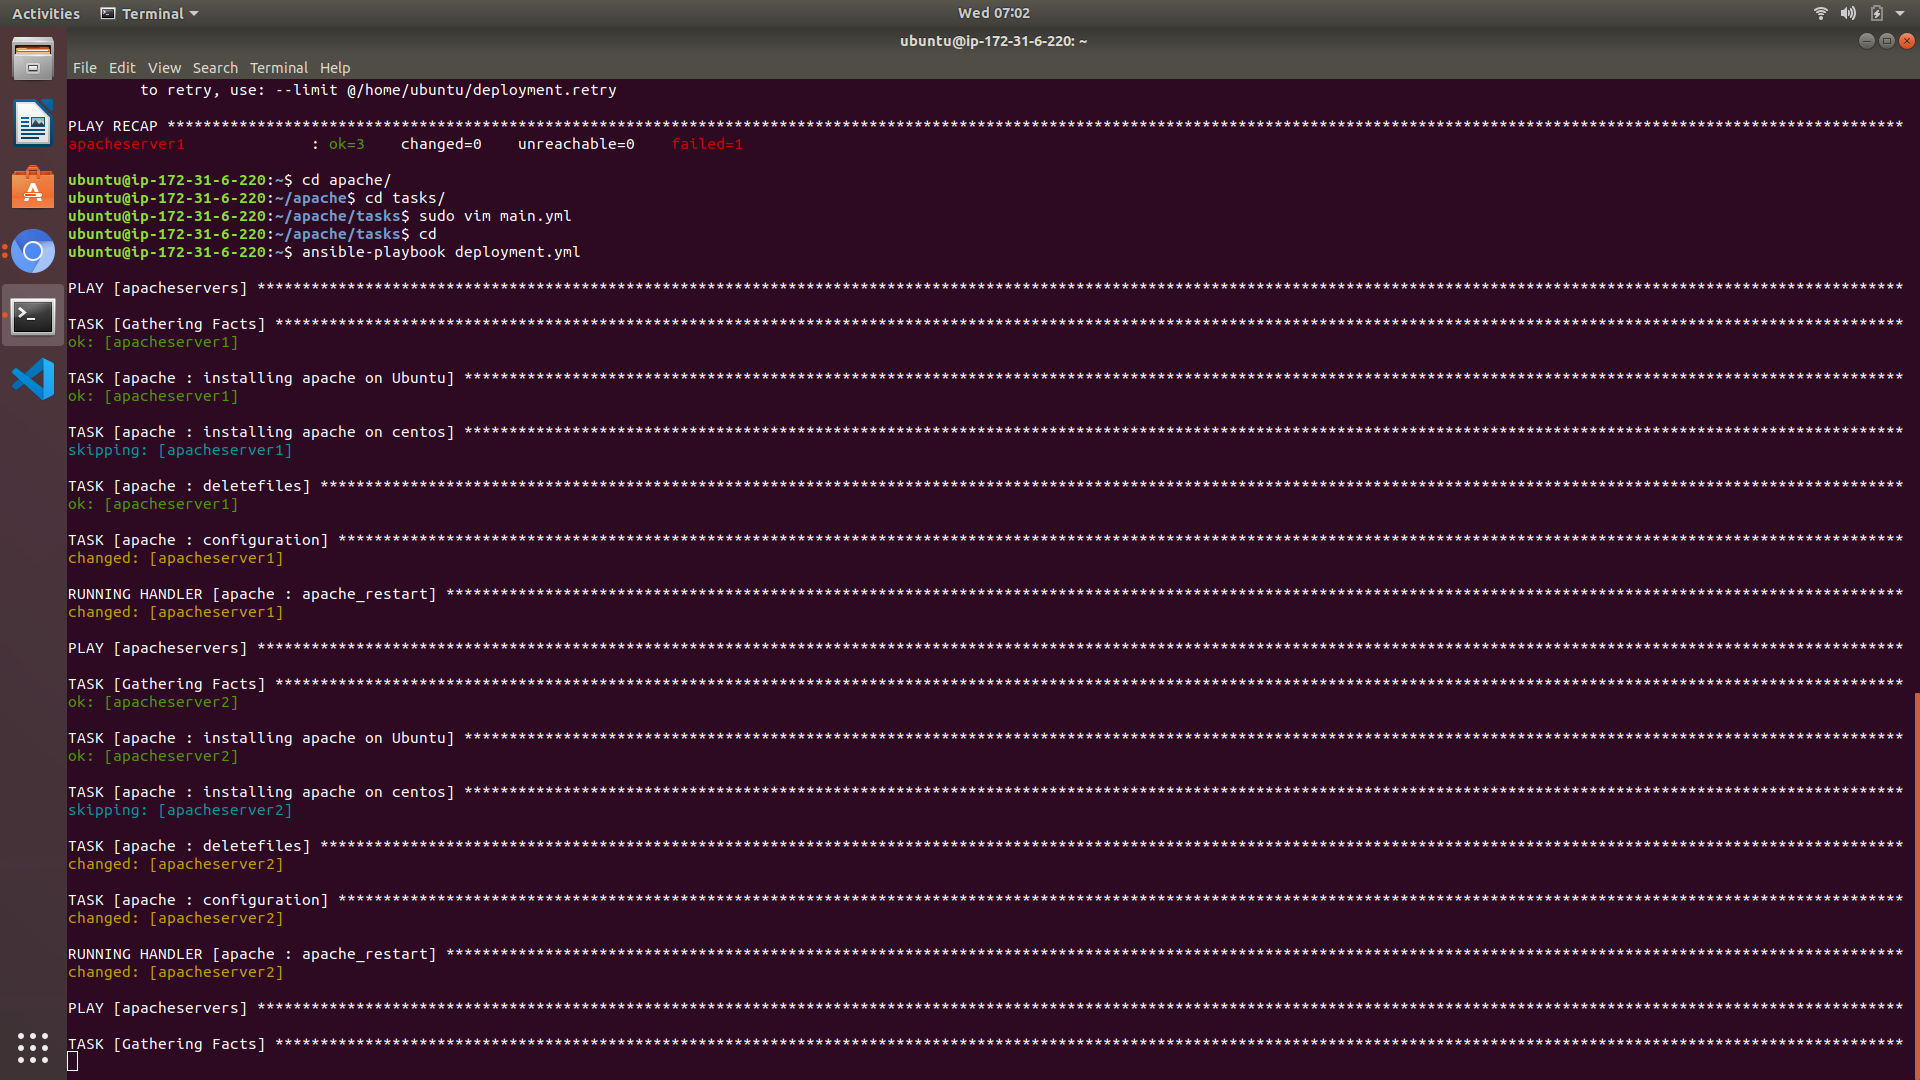 Activities Terminal Wed 07:02
ubuntu@ip-172-31-6-220: ~
File Edit View Search Terminal Help
to retry, use: --limit @/home/ubuntu/deployment.retry
PLAY RECAP ****************************************************************************************************************************************************************************************************
apacheserver1 : ok=3 changed=0 unreachable=0 failed=1
ubuntu@ip-172-31-6-220:~$ cd apache/
ubuntu@ip-172-31-6-220:~/apache$ cd tasks/
ubuntu@ip-172-31-6-220:~/apache/tasks$ sudo vim main.yml
ubuntu@ip-172-31-6-220:~/apache/tasks$ cd
ubuntu@ip-172-31-6-220:~$ ansible-playbook deployment.yml
PLAY [apacheservers] ***************************************************************************************************************************************************************************************
TASK [Gathering Facts] *************************************************************************************************************************************************************************************
ok: [apacheserver1]
TASK [apache : installing apache on Ubuntu] ****************************************************************************************************************************************************************
ok: [apacheserver1]
TASK [apache : installing apache on centos] ****************************************************************************************************************************************************************
skipping: [apacheserver1]
TASK [apache : deletefiles] ********************************************************************************************************************************************************************************
ok: [apacheserver1]
TASK [apache : configuration] ******************************************************************************************************************************************************************************
changed: [apacheserver1]
RUNNING HANDLER [apache : apache_restart] ******************************************************************************************************************************************************************
changed: [apacheserver1]
PLAY [apacheservers] ***************************************************************************************************************************************************************************************
TASK [Gathering Facts] *************************************************************************************************************************************************************************************
ok: [apacheserver2]
TASK [apache : installing apache on Ubuntu] ****************************************************************************************************************************************************************
ok: [apacheserver2]
TASK [apache : installing apache on centos] ****************************************************************************************************************************************************************
skipping: [apacheserver2]
TASK [apache : deletefiles] ********************************************************************************************************************************************************************************
changed: [apacheserver2]
TASK [apache : configuration] ******************************************************************************************************************************************************************************
changed: [apacheserver2]
RUNNING HANDLER [apache : apache_restart] ******************************************************************************************************************************************************************
changed: [apacheserver2]
PLAY [apacheservers] ***************************************************************************************************************************************************************************************
TASK [Gathering Facts] *************************************************************************************************************************************************************************************